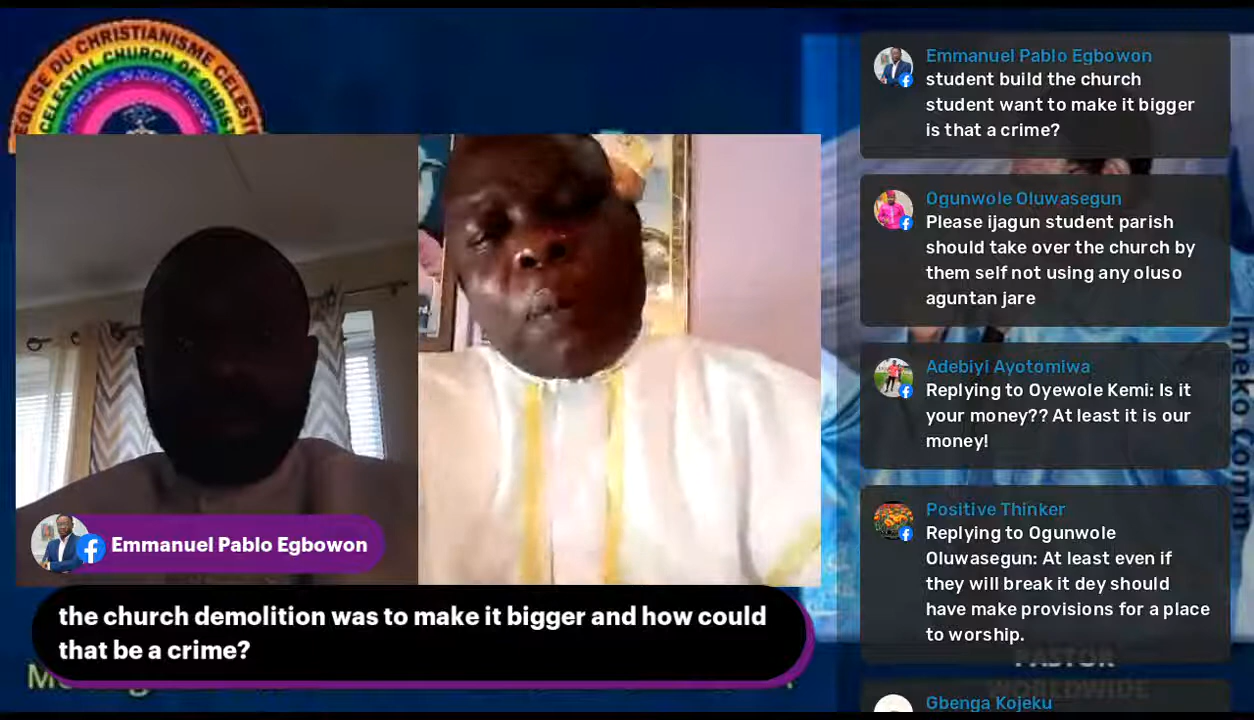 EGLISE DU CHRISTIANISME CELEST
CELESTIAL CHURCH OF CHRIST
Emmanuel Pablo Egbowon
the church demolition was to make it bigger and how could
that be a crime?
Emmanuel Pablo Egbowon
student build the church
student want to make it bigger
is that a crime?
Ogunwole Oluwasegun
Please ijagun student parish
should take over the church by
them self not using any oluso
aguntan jare
Adebiyi Ayotomiwa
Replying to Oyewole Kemi: Is it
your money?? At least it is our
money!
Positive Thinker
Replying to Ogunwole
Oluwasegun: At least even if
they will break it dey should
have make provisions for a place
to worship.
Gbenga Kojeku
Imeko
PASTOR
WORLDWIDE